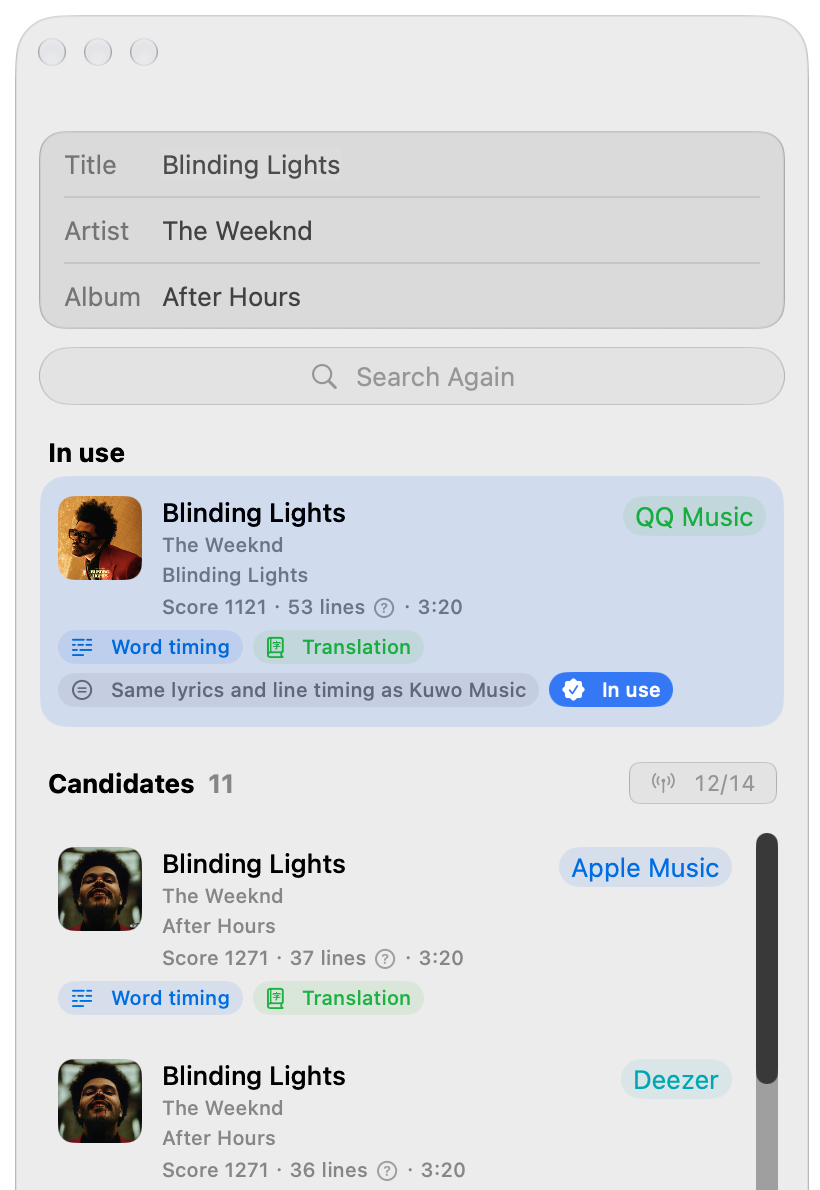 Title Blinding Lights
Artist The Weeknd
Album After Hours
Search Again
In use
Blinding Lights QQ Music
The Weeknd
Blinding Lights
Score 1121 · 53 lines ? · 3:20
Word timing 字 Translation
Same lyrics and line timing as Kuwo Music In use
Candidates 11 12/14
Blinding Lights Apple Music
The Weeknd
After Hours
Score 1271 · 37 lines ? · 3:20
Word timing 字 Translation
Blinding Lights Deezer
The Weeknd
After Hours
Score 1271 · 36 lines ? · 3:20